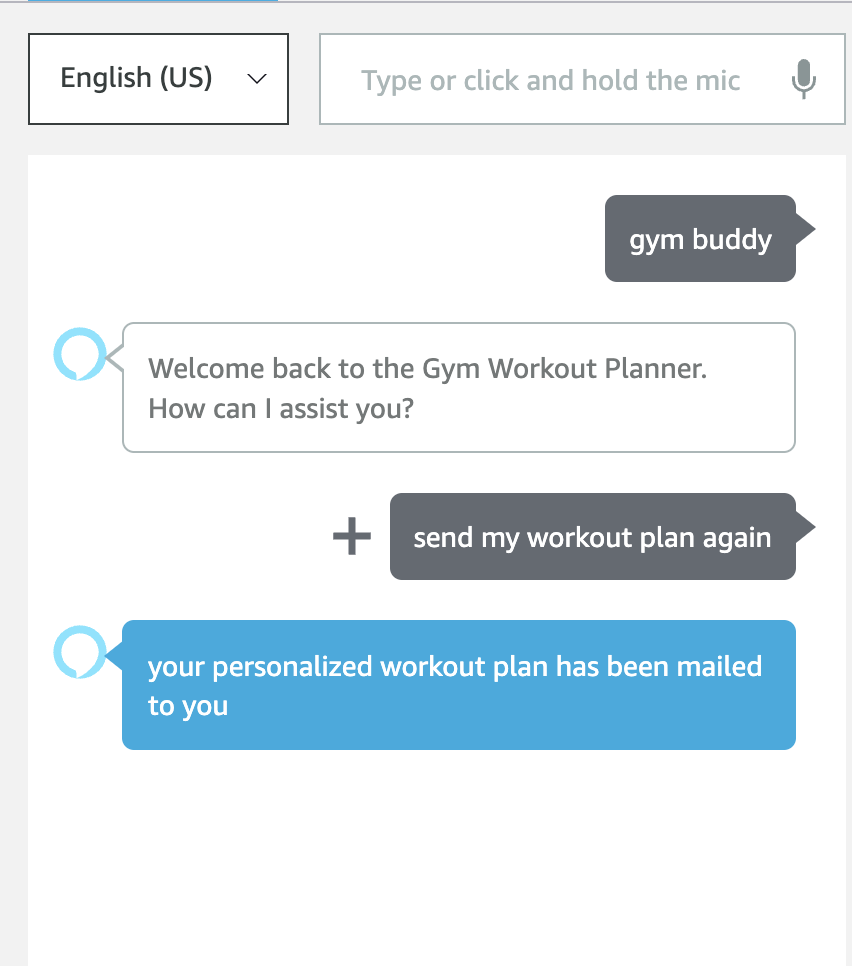 English (US)
Type or click and hold the mic
gym buddy
Welcome back to the Gym Workout Planner.
How can I assist you?
send my workout plan again
your personalized workout plan has been mailed
to you